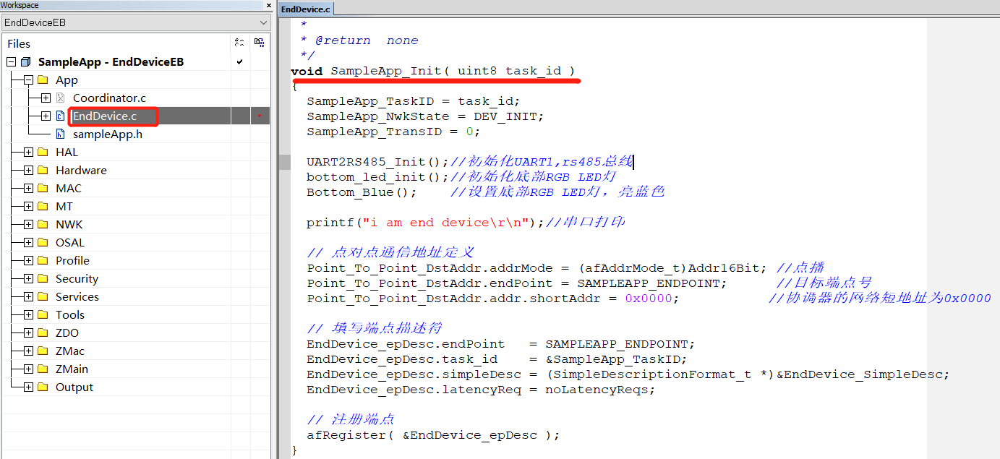 Workspace
×
EndDeviceEB
Files
SampleApp - EndDeviceEB
App
Coordinator.c
EndDevice.c
sampleApp.h
HAL
Hardware
MAC
MT
NWK
OSAL
Profile
Security
Services
Tools
ZDO
ZMac
ZMain
Output
EndDevice.c
*
* @return  none
*/
void SampleApp_Init( uint8 task_id )
{
SampleApp_TaskID = task_id;
SampleApp_NwkState = DEV_INIT;
SampleApp_TransID = 0;
UART2RS485_Init();//初始化UART1,rs485总线
bottom_led_init();//初始化底部RGB LED灯
Bottom_Blue();    //设置底部RGB LED灯，亮蓝色
printf("i am end device\r\n");//串口打印
// 点对点通信地址定义
Point_To_Point_DstAddr.addrMode = (afAddrMode_t)Addr16Bit; //点播
Point_To_Point_DstAddr.endPoint = SAMPLEAPP_ENDPOINT;      //目标端点号
Point_To_Point_DstAddr.addr.shortAddr = 0x0000;           //协调器的网络短地址为0x0000
// 填写端点描述符
EndDevice_epDesc.endPoint   = SAMPLEAPP_ENDPOINT;
EndDevice_epDesc.task_id    = &SampleApp_TaskID;
EndDevice_epDesc.simpleDesc = (SimpleDescriptionFormat_t *)&EndDevice_SimpleDesc;
EndDevice_epDesc.latencyReq = noLatencyReqs;
// 注册端点
afRegister( &EndDevice_epDesc );
}